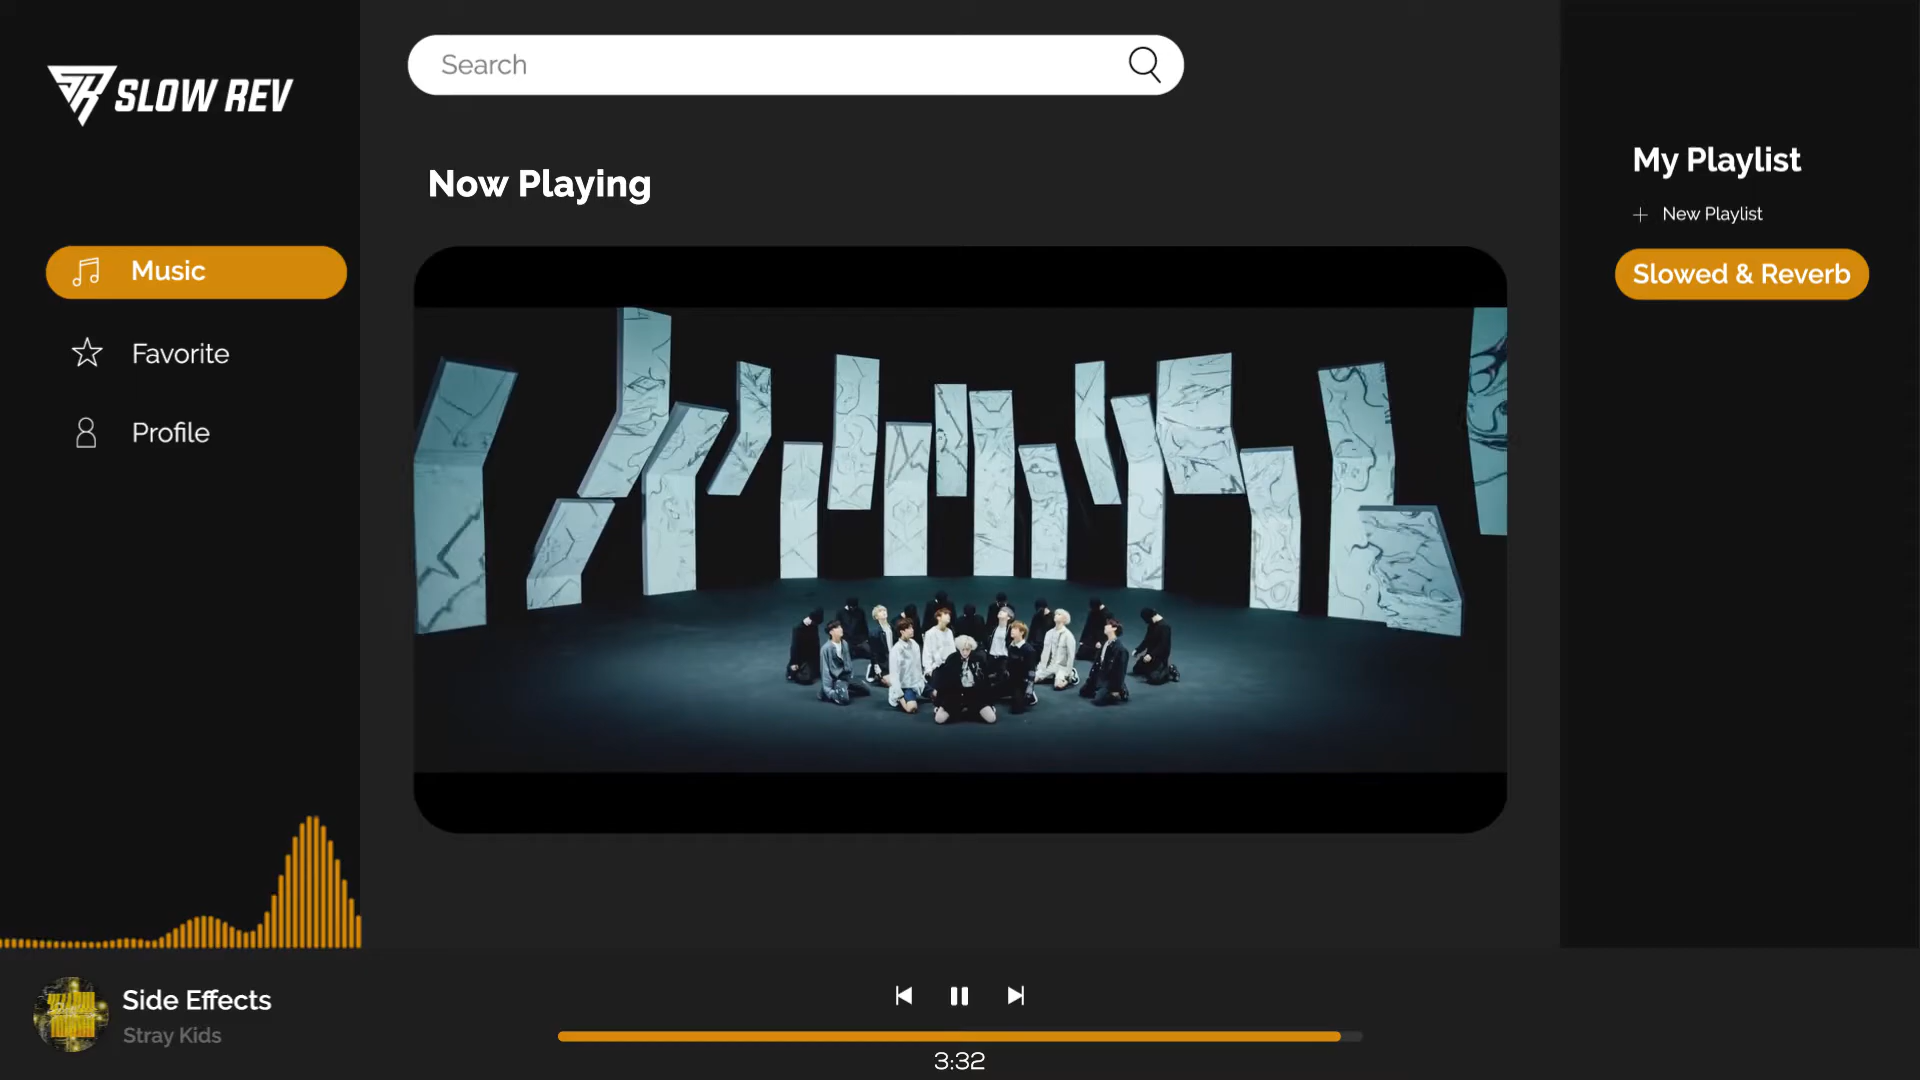 SLOW REV
Search
Now Playing
Music
Favorite
Profile
My Playlist
+ New Playlist
Slowed & Reverb
Side Effects
Stray Kids
3:32